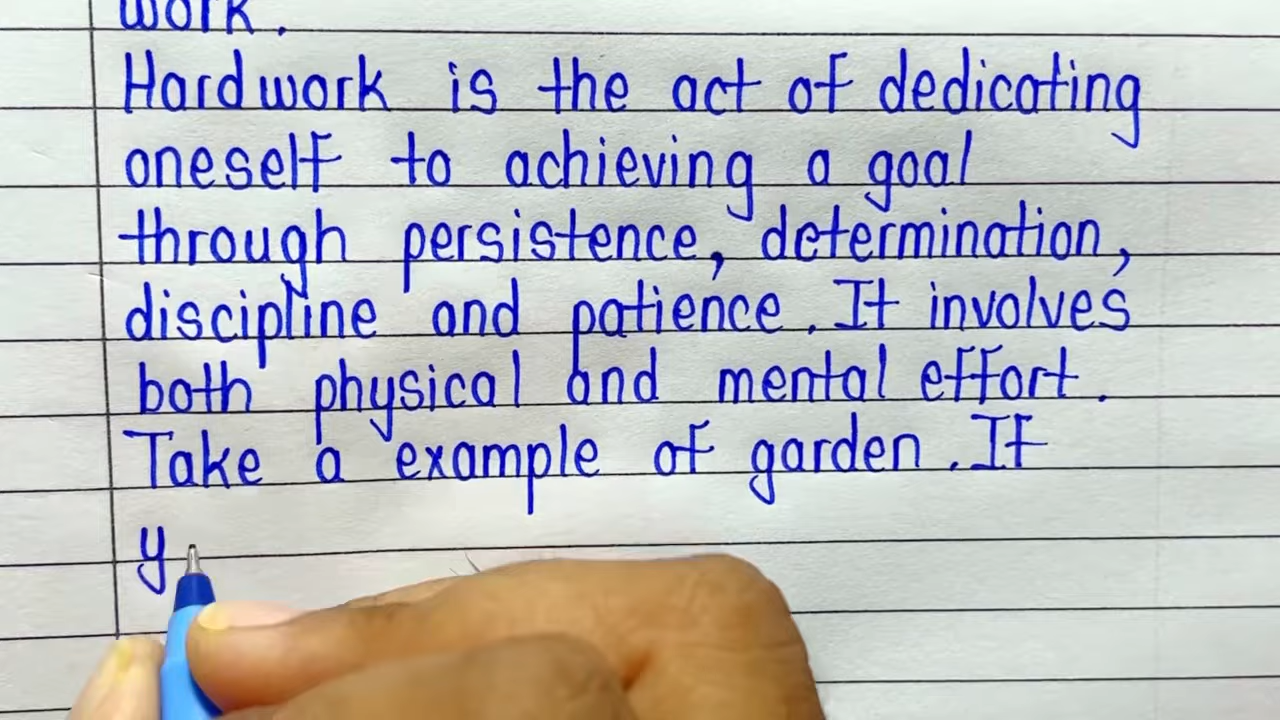 work.
Hardwork is the act of dedicating
oneself to achieving a goal
through persistence, determination,
discipline and patience. It involves
both physical and mental effort.
Take a example of garden. If
y